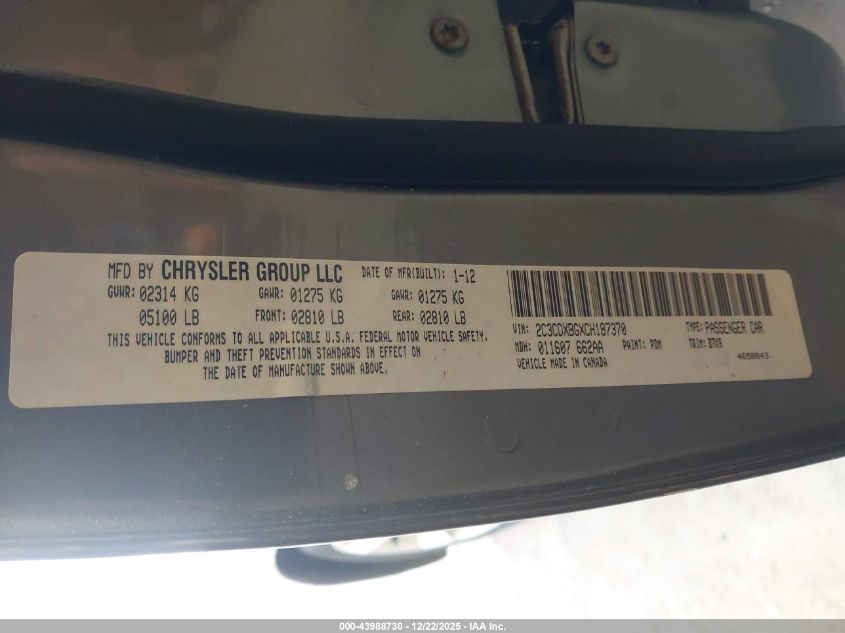 MFD BY CHRYSLER GROUP LLC DATE OF MFR(BUILT): 1-12
GVWR: 02314 KG GAWR: 01275 KG GAWR: 01275 KG
05100 LB FRONT: 02810 LB REAR: 02810 LB
THIS VEHICLE CONFORMS TO ALL APPLICABLE U.S.A. FEDERAL MOTOR VEHICLE SAFETY,
BUMPER AND THEFT PREVENTION STANDARDS IN EFFECT ON
THE DATE OF MANUFACTURE SHOWN ABOVE.
VIN: 2C3CDXBGXCH187370 TYPE: PASSENGER CAR
MDH: 011607 662AA PAINT: PDM TRIM: D7X9
VEHICLE MADE IN CANADA 4658843
000-43988730 - 12/22/2025 - IAA Inc.